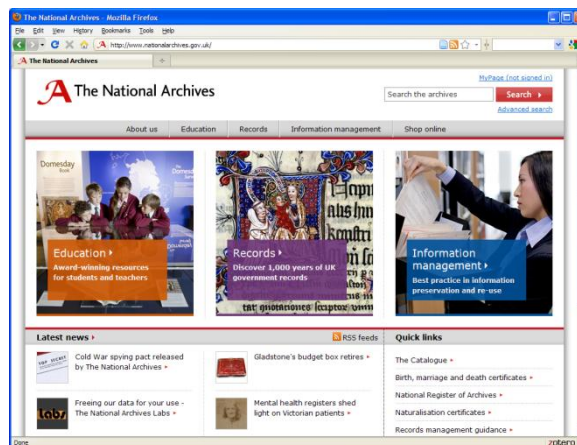 The National Archives - Mozilla Firefox
File Edit View History Bookmarks Tools Help
http://www.nationalarchives.gov.uk/
The National Archives
MyPage (not signed in)
The National Archives
Search the archives
Search
Advanced search
About us Education Records Information management Shop online
Domesday
Book
Education
Award-winning resources
for students and teachers
Records
Discover 1,000 years of UK
government records
Information
management
Best practice in information
preservation and re-use
Latest news
RSS feeds
Quick links
TOP SECRET
Cold War spying pact released
by The National Archives
Gladstone's budget box retires
The Catalogue
Birth, marriage and death certificates
labs
Freeing our data for your use -
The National Archives Labs
Mental health registers shed
light on Victorian patients
National Register of Archives
Naturalisation certificates
Records management guidance
Done
zotero